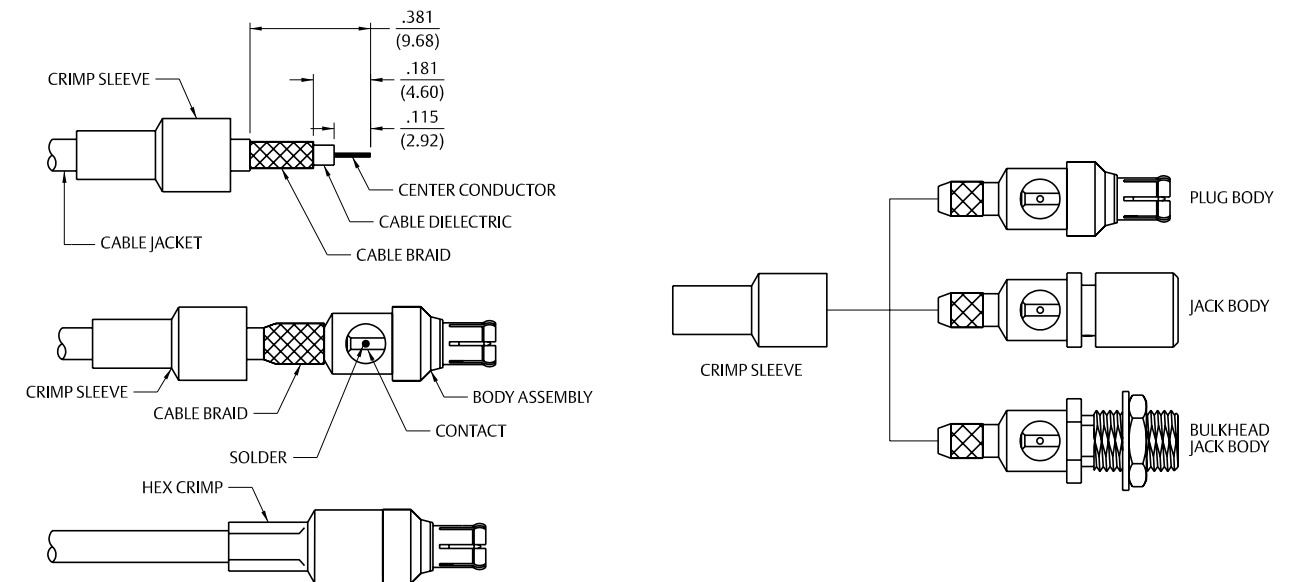 .381
(9.68)
.181
(4.60)
.115
(2.92)
CRIMP SLEEVE
CENTER CONDUCTOR
CABLE DIELECTRIC
CABLE JACKET
CABLE BRAID
CRIMP SLEEVE
CABLE BRAID
BODY ASSEMBLY
CONTACT
SOLDER
HEX CRIMP
PLUG BODY
JACK BODY
CRIMP SLEEVE
BULKHEAD
JACK BODY